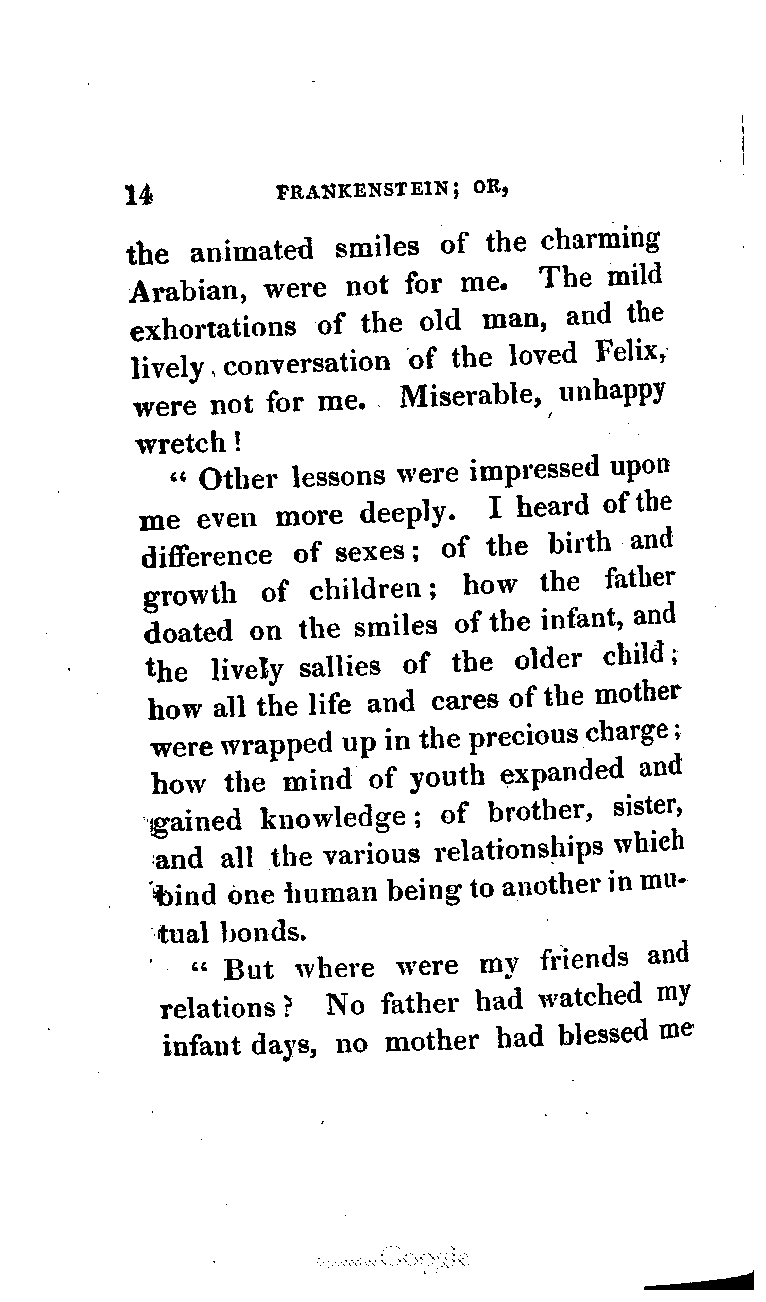 14 FRANKENSTEIN; OR,
the animated smiles of the charming
Arabian, were not for me. The mild
exhortations of the old man, and the
lively conversation of the loved Felix,
were not for me. Miserable, unhappy
wretch!
“ Other lessons were impressed upon
me even more deeply. I heard of the
difference of sexes; of the birth and
growth of children; how the father
doated on the smiles of the infant, and
the lively sallies of the older child;
how all the life and cares of the mother
were wrapped up in the precious charge;
how the mind of youth expanded and
gained knowledge; of brother, sister,
and all the various relationships which
bind one human being to another in mu-
tual bonds.
“ But where were my friends and
relations? No father had watched my
infant days, no mother had blessed me
Google